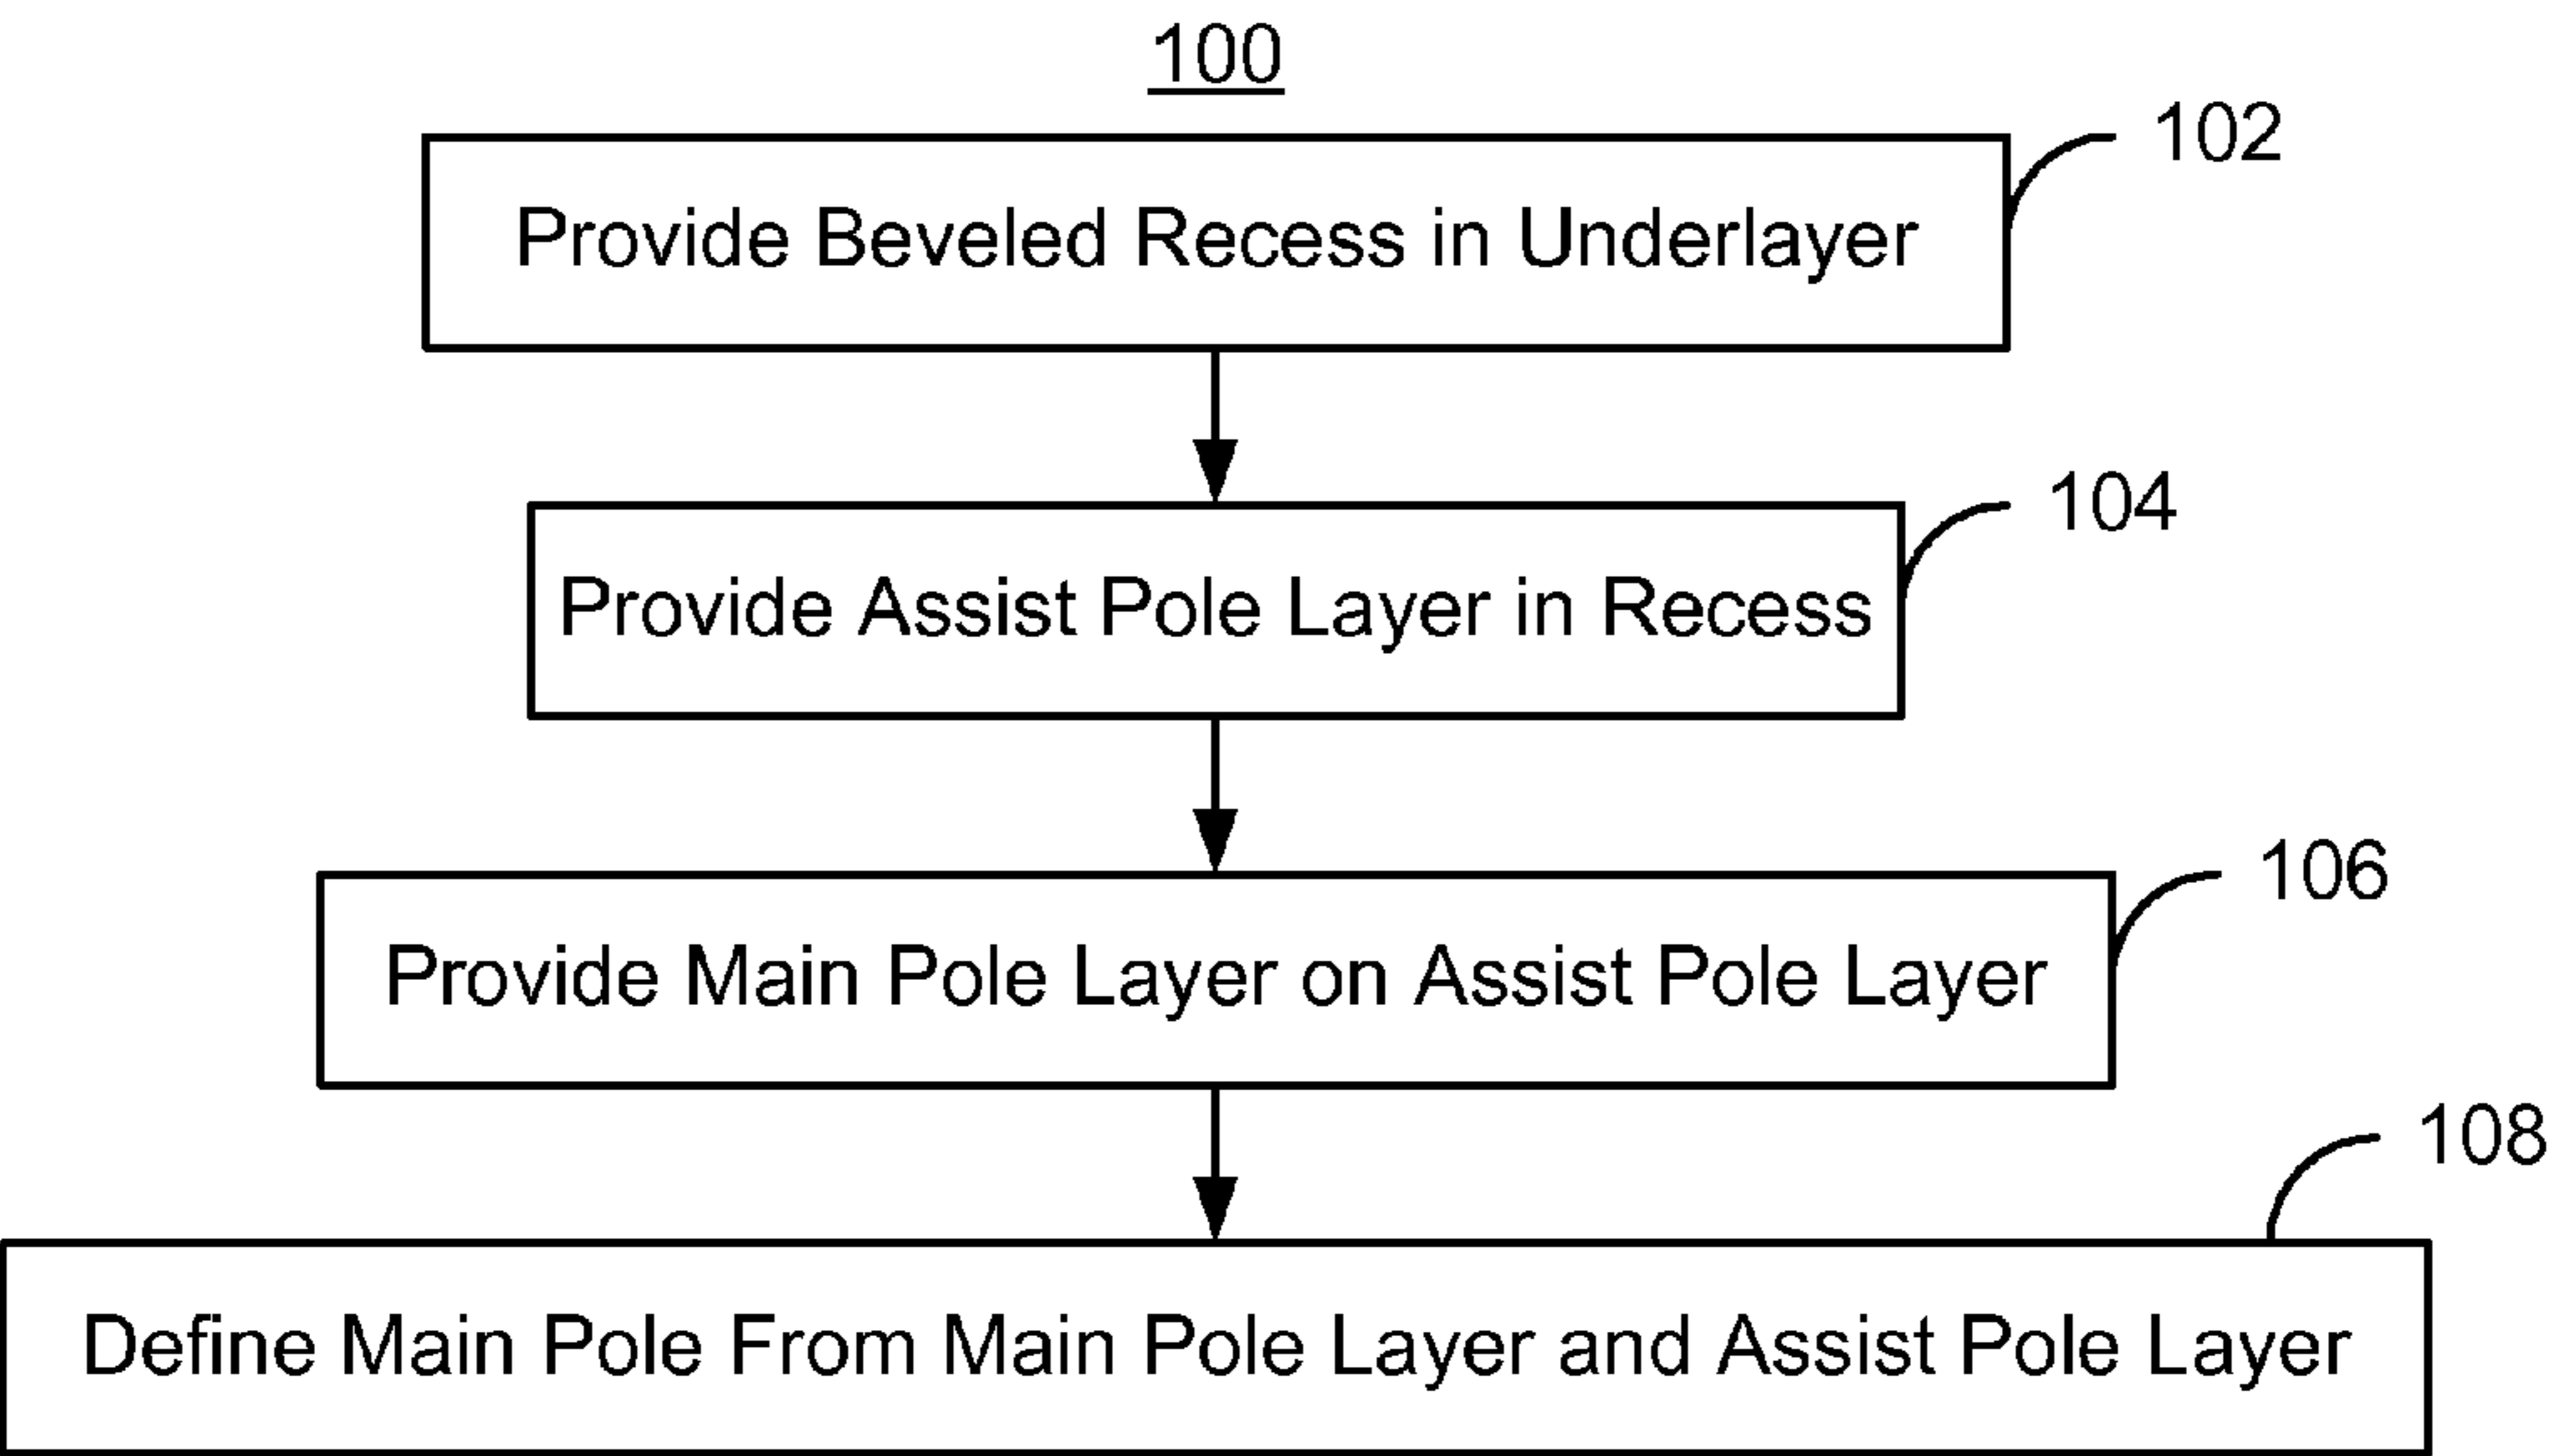 100
102
Provide Beveled Recess in Underlayer
104
Provide Assist Pole Layer in Recess
106
Provide Main Pole Layer on Assist Pole Layer
108
Define Main Pole From Main Pole Layer and Assist Pole Layer